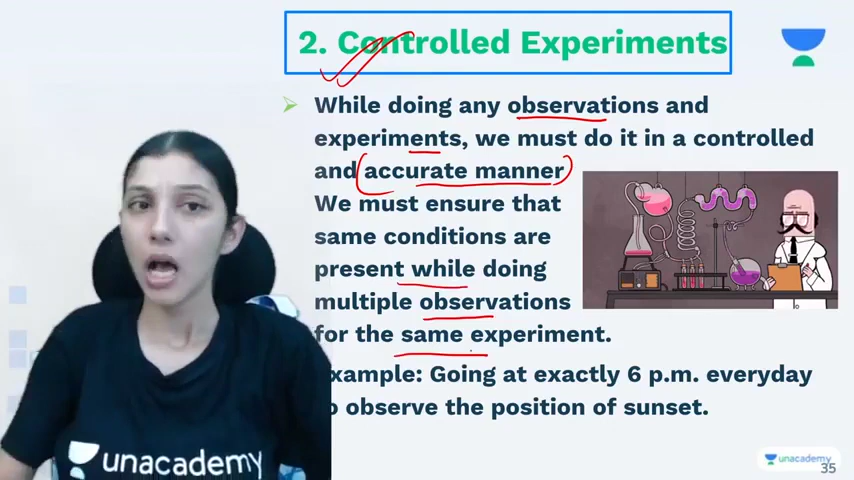 2. Controlled Experiments
While doing any observations and
experiments, we must do it in a controlled
and accurate manner
We must ensure that
same conditions are
present while doing
multiple observations
for the same experiment.
xample: Going at exactly 6 p.m. everyday
o observe the position of sunset.
unacademy
unacademy
35